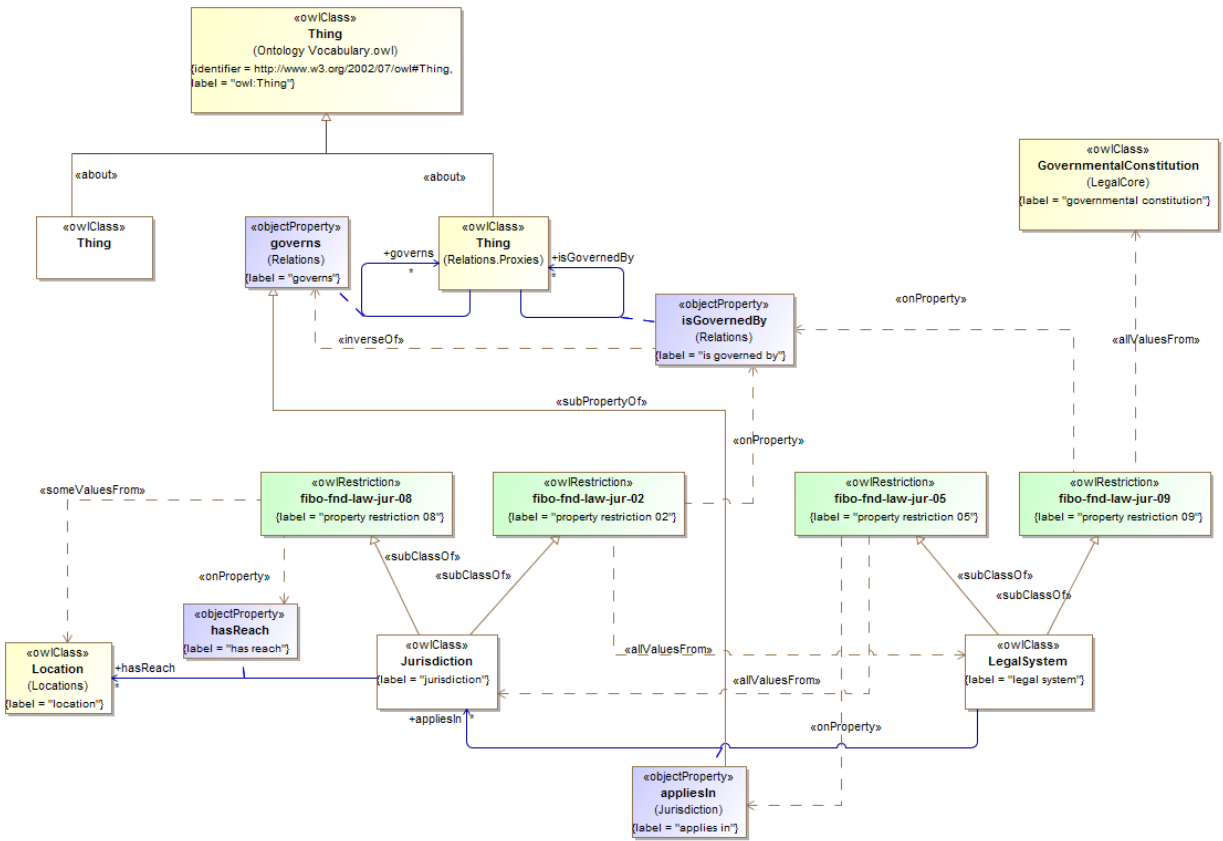 «owlClass»
Thing
(Ontology Vocabulary.owl)
{identifier = http://www.w3.org/2002/07/owl#Thing,
label = "owl:Thing"}
«about»
«about»
«owlClass»
GovernmentalConstitution
(LegalCore)
{label = "governmental constitution"}
«owlClass»
Thing
«objectProperty»
governs
(Relations)
{label = "governs"}
+governs
*
«owlClass»
Thing
(Relations.Proxies)
+isGovernedBy
*
«objectProperty»
isGovernedBy
(Relations)
{label = "is governed by"}
«onProperty»
«inverseOf»
«allValuesFrom»
«subPropertyOf»
«onProperty»
«someValuesFrom»
«owlRestriction»
fibo-fnd-law-jur-08
{label = "property restriction 08"}
«owlRestriction»
fibo-fnd-law-jur-02
{label = "property restriction 02"}
«owlRestriction»
fibo-fnd-law-jur-05
{label = "property restriction 05"}
«owlRestriction»
fibo-fnd-law-jur-09
{label = "property restriction 09"}
«subClassOf»
«subClassOf»
«onProperty»
«subClassOf»
«subClassOf»
«objectProperty»
hasReach
{label = "has reach"}
«owlClass»
Location
(Locations)
{label = "location"}
+hasReach
*
«owlClass»
Jurisdiction
{label = "jurisdiction"}
«allValuesFrom»
«allValuesFrom»
«owlClass»
LegalSystem
{label = "legal system"}
+appliesIn
*
«onProperty»
«objectProperty»
appliesIn
(Jurisdiction)
{label = "applies in"}